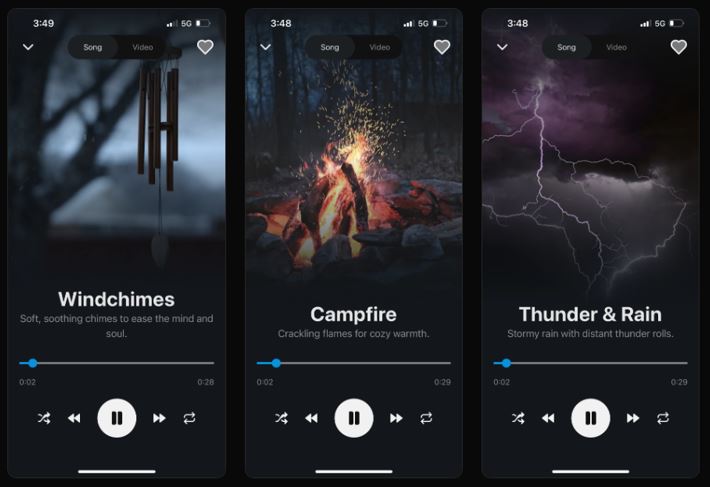 3:49
5G
Song
Video
Windchimes
Soft, soothing chimes to ease the mind and
soul.
0:02
0:28
3:48
5G
Song
Video
Campfire
Crackling flames for cozy warmth.
0:02
0:29
3:48
5G
Song
Video
Thunder & Rain
Stormy rain with distant thunder rolls.
0:02
0:29